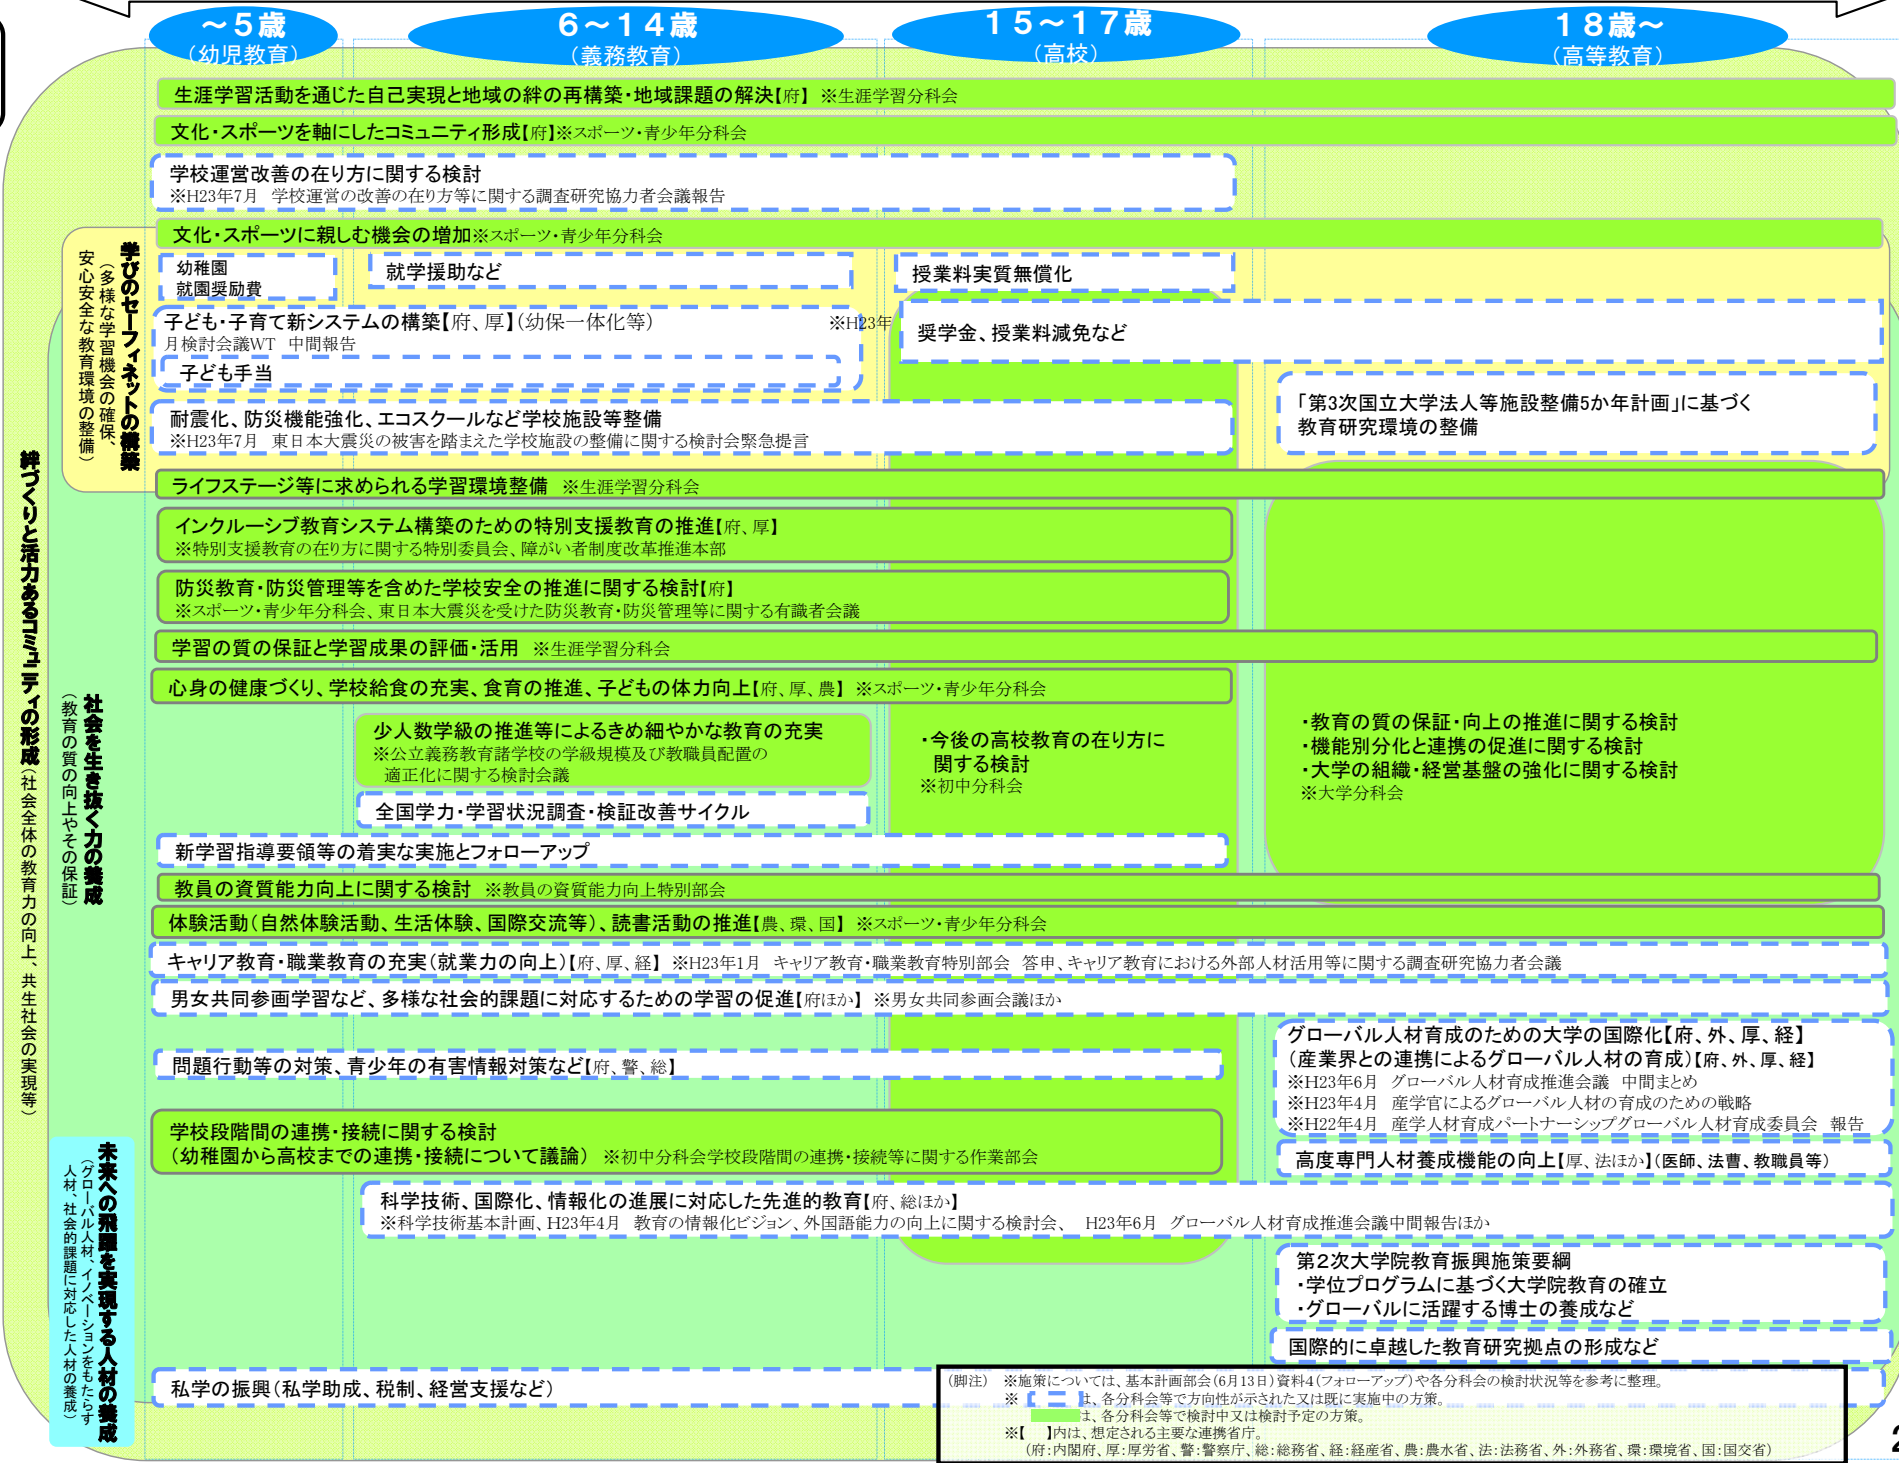 ～５歳
（幼児教育）
６～１４歳
（義務教育）
１５～１７歳
（高校）
１８歳～
（高等教育）
生涯学習活動を通じた自己実現と地域の絆の再構築・地域課題の解決【府】 ※生涯学習分科会
文化・スポーツを軸にしたコミュニティ形成【府】※スポーツ・青少年分科会
学校運営改善の在り方に関する検討
※H23年7月　学校運営の改善の在り方等に関する調査研究協力者会議報告
文化・スポーツに親しむ機会の増加※スポーツ・青少年分科会
学びのセーフィネットの構築
（多様な学習機会の確保、
安心安全な教育環境の整備）
幼稚園
就園奨励費
就学援助など
授業料実質無償化
子ども・子育て新システムの構築【府、厚】（幼保一体化等）　※H23年
月検討会議WT　中間報告
子ども手当
奨学金、授業料減免など
耐震化、防災機能強化、エコスクールなど学校施設等整備
※H23年7月　東日本大震災の被害を踏まえた学校施設の整備に関する検討会緊急提言
「第3次国立大学法人等施設整備5か年計画」に基づく
教育研究環境の整備
ライフステージ等に求められる学習環境整備　※生涯学習分科会
インクルーシブ教育システム構築のための特別支援教育の推進【府、厚】
※特別支援教育の在り方に関する特別委員会、障がい者制度改革推進本部
防災教育・防災管理等を含めた学校安全の推進に関する検討【府】
※スポーツ・青少年分科会、東日本大震災を受けた防災教育・防災管理等に関する有識者会議
学習の質の保証と学習成果の評価・活用　※生涯学習分科会
心身の健康づくり、学校給食の充実、食育の推進、子どもの体力向上【府、厚、農】 ※スポーツ・青少年分科会
絆づくりと活力あるコミュニティの形成（社会全体の教育力の向上、共生社会の実現等）
社会を生き抜く力の養成
（教育の質の向上やその保証）
少人数学級の推進等によるきめ細やかな教育の充実
※公立義務教育諸学校の学級規模及び教職員配置の
適正化に関する検討会議
全国学力・学習状況調査・検証改善サイクル
・今後の高校教育の在り方に
関する検討
※初中分科会
・教育の質の保証・向上の推進に関する検討
・機能別分化と連携の促進に関する検討
・大学の組織・経営基盤の強化に関する検討
※大学分科会
新学習指導要領等の着実な実施とフォローアップ
教員の資質能力向上に関する検討　※教員の資質能力向上特別部会
体験活動（自然体験活動、生活体験、国際交流等）、読書活動の推進【農、環、国】 ※スポーツ・青少年分科会
キャリア教育・職業教育の充実（就業力の向上）【府、厚、経】 ※H23年1月　キャリア教育・職業教育特別部会　答申、キャリア教育における外部人材活用等に関する調査研究協力者会議
男女共同参画学習など、多様な社会的課題に対応するための学習の促進【府ほか】 ※男女共同参画会議ほか
問題行動等の対策、青少年の有害情報対策など【府、警、総】
グローバル人材育成のための大学の国際化【府、外、厚、経】
（産業界との連携によるグローバル人材の育成）【府、外、厚、経】
※H23年6月　グローバル人材育成推進会議　中間まとめ
※H23年4月　産学官によるグローバル人材の育成のための戦略
※H22年4月　産学人材育成パートナーシップグローバル人材育成委員会　報告
学校段階間の連携・接続に関する検討
（幼稚園から高校までの連携・接続について議論）　※初中分科会学校段階間の連携・接続等に関する作業部会
高度専門人材養成機能の向上【厚、法ほか】（医師、法曹、教職員等）
未来への飛躍を実現する人材の養成
（グローバル人材、イノベーションをもたらす
人材、社会的課題に対応した人材の養成）
科学技術、国際化、情報化の進展に対応した先進的教育【府、総ほか】
※科学技術基本計画、H23年4月　教育の情報化ビジョン、外国語能力の向上に関する検討会、　H23年6月　グローバル人材育成推進会議中間報告ほか
第２次大学院教育振興施策要綱
・学位プログラムに基づく大学院教育の確立
・グローバルに活躍する博士の養成など
国際的に卓越した教育研究拠点の形成など
私学の振興（私学助成、税制、経営支援など）
（脚注）　※施策については、基本計画部会（6月13日）資料4（フォローアップ）や各分科会の検討状況等を参考に整理。
※　　は、各分科会等で方向性が示された又は既に実施中の方策。
は、各分科会等で検討中又は検討予定の方策。
※【　】内は、想定される主要な連携省庁。
（府：内閣府、厚：厚労省、警：警察庁、総：総務省、経：経産省、農：農水省、法：法務省、外：外務省、環：環境省、国：国交省）